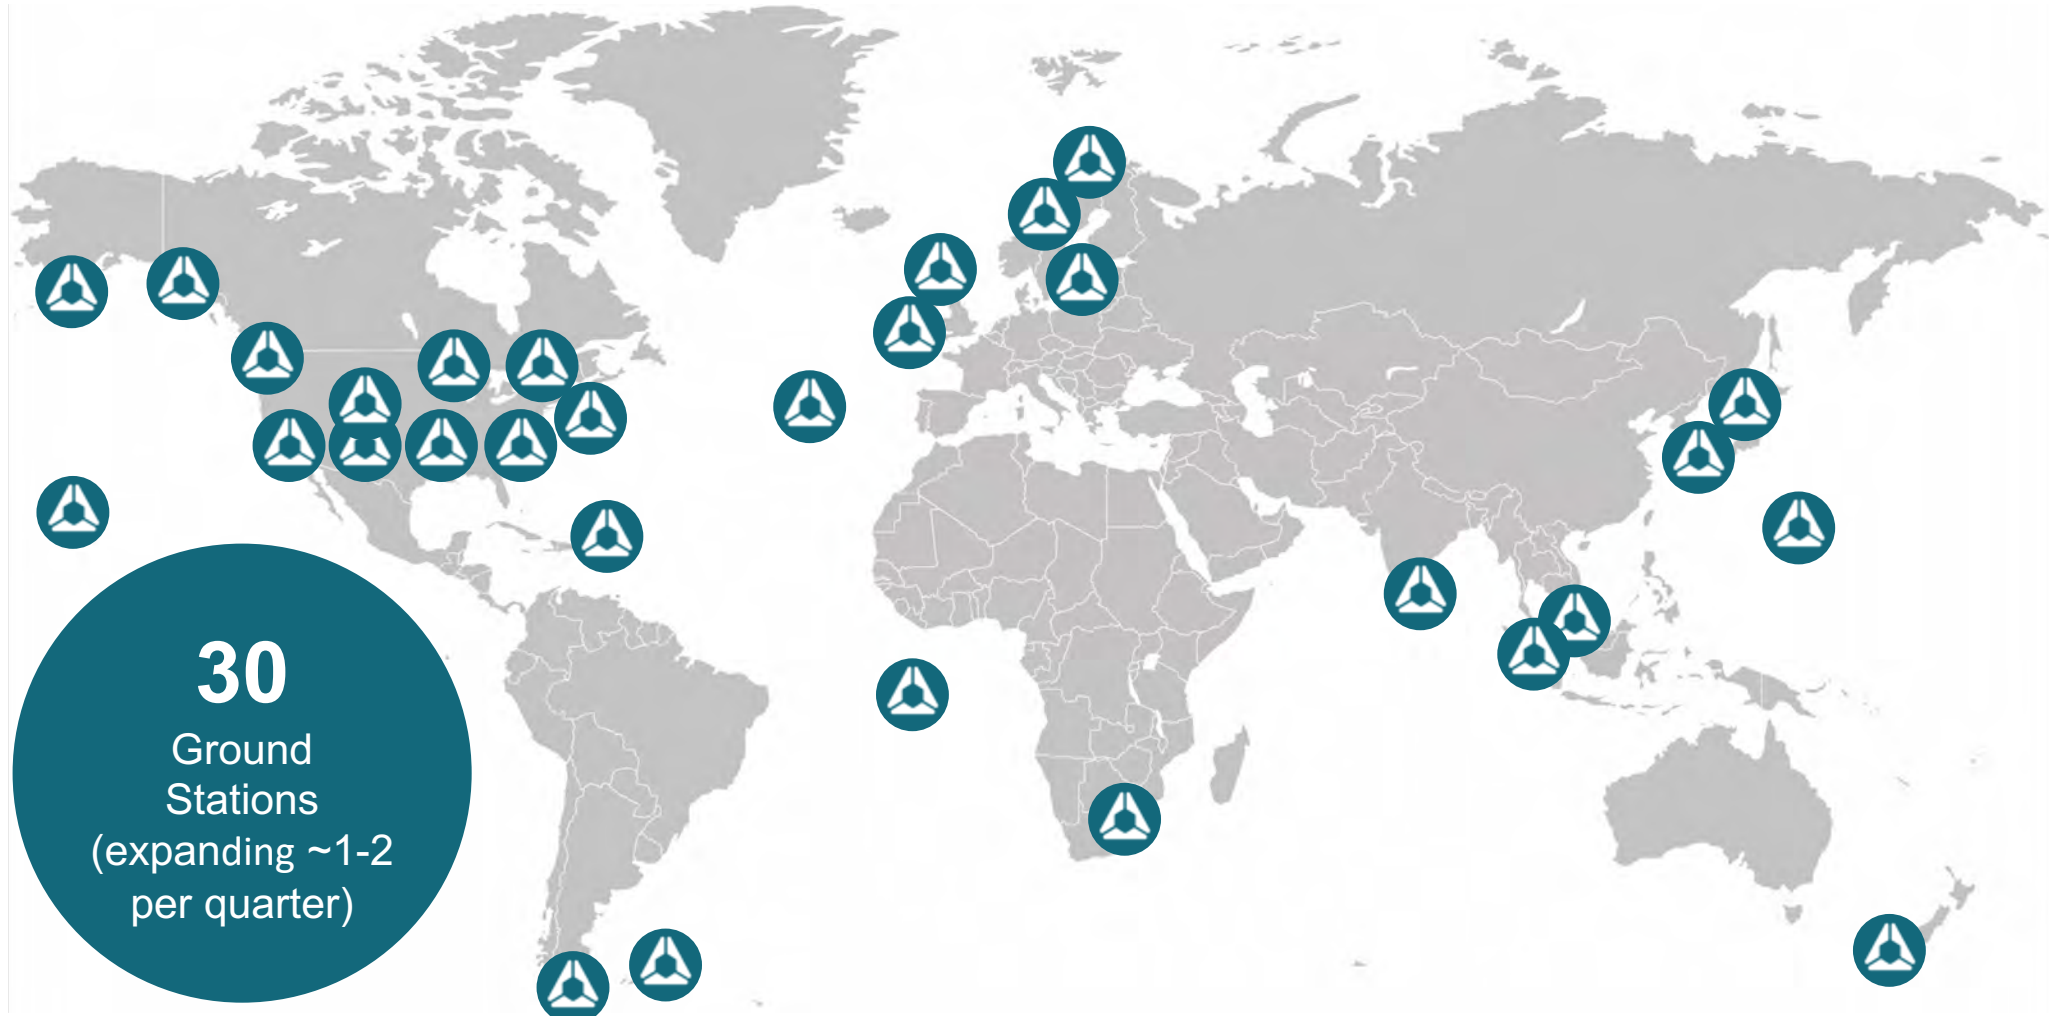 30
Ground
Stations
(expanding ~1-2
per quarter)